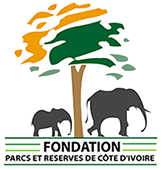 FONDATION
PARCS ET RESERVES DE CÔTE D'IVOIRE